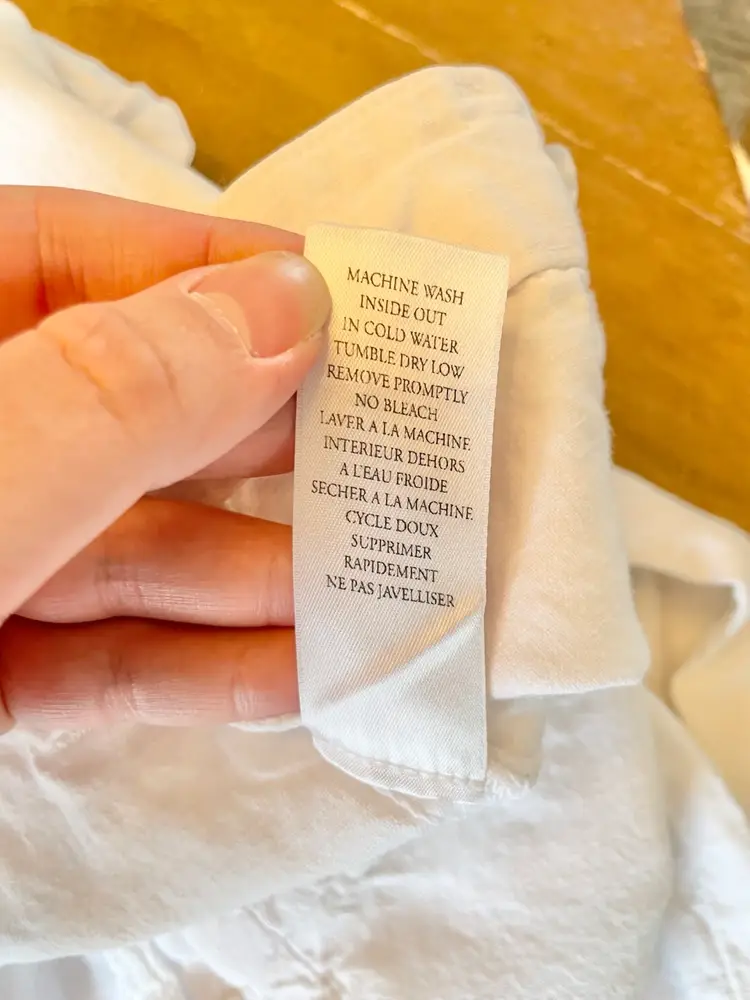 MACHINE WASH
INSIDE OUT
IN COLD WATER
TUMBLE DRY LOW
REMOVE PROMPTLY
NO BLEACH
LAVER A LA MACHINE
INTERIEUR DEHORS
A L'EAU FROIDE
SECHER A LA MACHINE
CYCLE DOUX
SUPPRIMER
RAPIDEMENT
NE PAS JAVELLISER